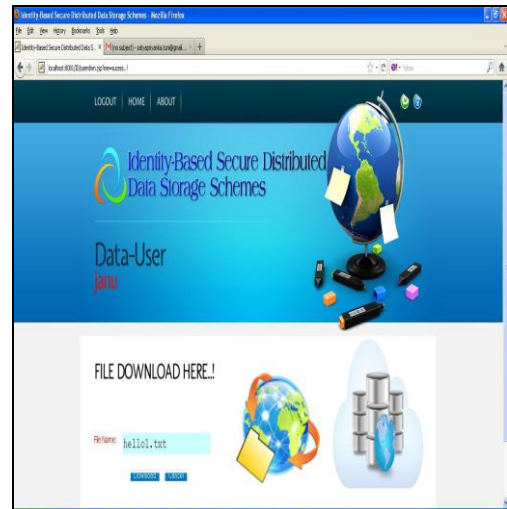 Identity-Based Secure Distributed Data Storage Schemes - Mozilla Firefox
File Edit View History Bookmarks Tools Help
Identity-Based Secure Distributed Data S...
LOGOUT HOME ABOUT
Identity-Based Secure Distributed
Data Storage Schemes
Data-User
janu
FILE DOWNLOAD HERE..!
File Name: hello1.txt
Download Cancel